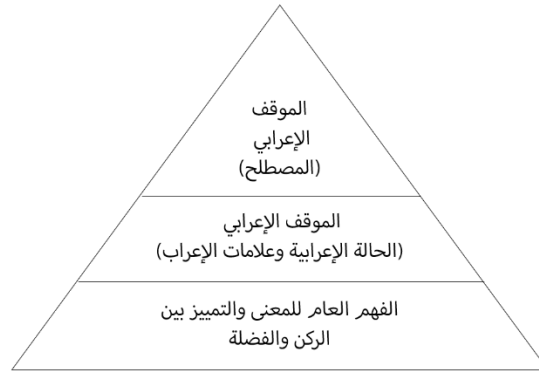 الموقف
الإعرابي
(المصطلح)
الموقف الإعرابي
(الحالة الإعرابية وعلامات الإعراب)
الفهم العام للمعنى والتمييز بين
الركن والفضلة